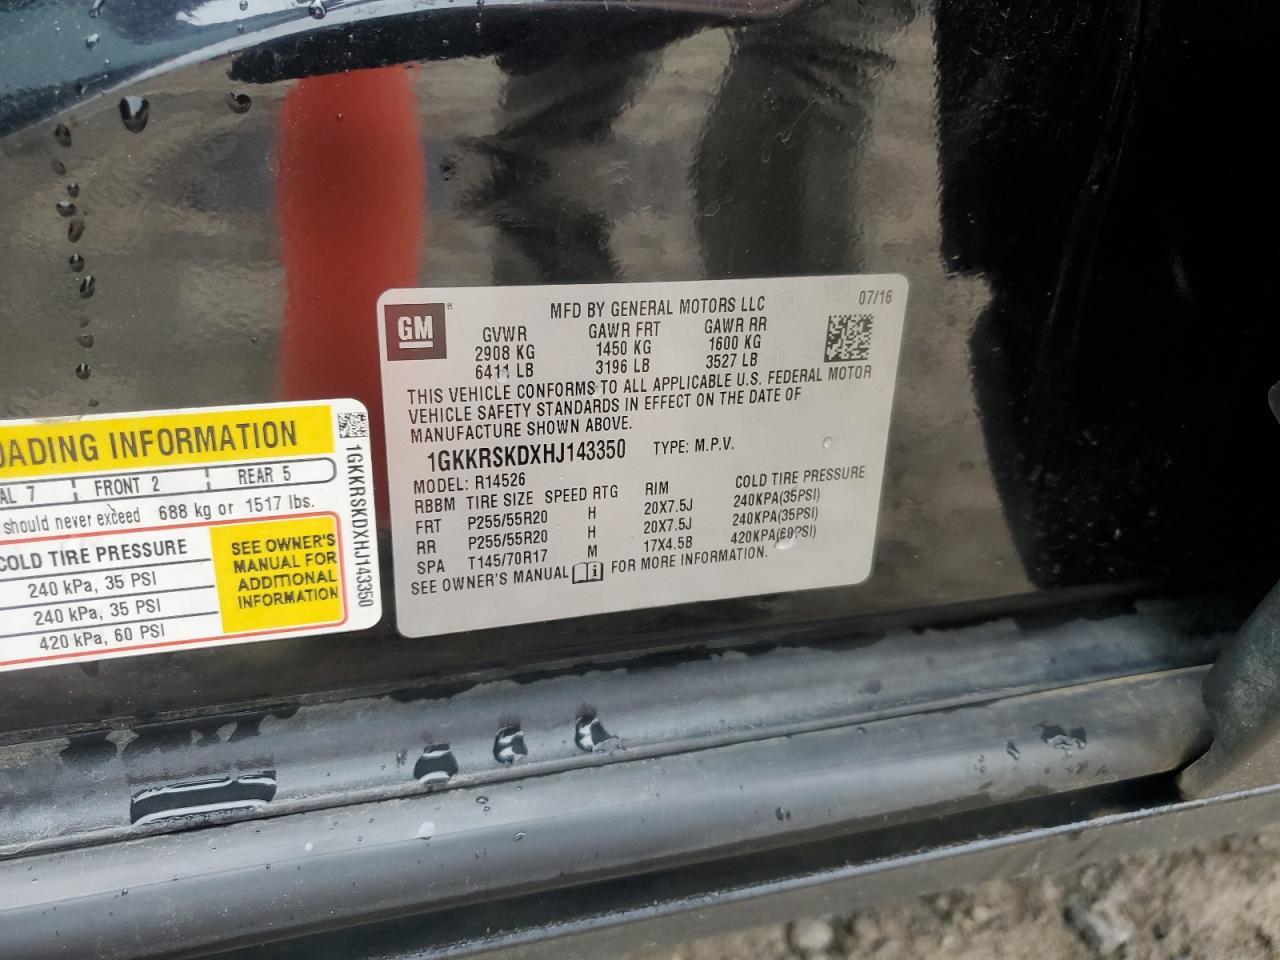 GM
®
MFD BY GENERAL MOTORS LLC
07/16
GVWR GAWR FRT GAWR RR
2908 KG 1450 KG 1600 KG
6411 LB 3196 LB 3527 LB
THIS VEHICLE CONFORMS TO ALL APPLICABLE U.S. FEDERAL MOTOR
VEHICLE SAFETY STANDARDS IN EFFECT ON THE DATE OF
MANUFACTURE SHOWN ABOVE.
1GKKRSKDXHJ143350 TYPE: M.P.V.
MODEL: R14526
RBBM TIRE SIZE SPEED RTG RIM COLD TIRE PRESSURE
FRT P255/55R20 H 20X7.5J 240KPA(35PSI)
RR P255/55R20 H 20X7.5J 240KPA(35PSI)
SPA T145/70R17 M 17X4.5B 420KPA(60PSI)
SEE OWNER'S MANUAL FOR MORE INFORMATION.
OADING INFORMATION
AL 7 FRONT 2 REAR 5
should never exceed 688 kg or 1517 lbs.
COLD TIRE PRESSURE
240 kPa, 35 PSI
240 kPa, 35 PSI
420 kPa, 60 PSI
SEE OWNER'S
MANUAL FOR
ADDITIONAL
INFORMATION
1GKKRSKDXHJ143350